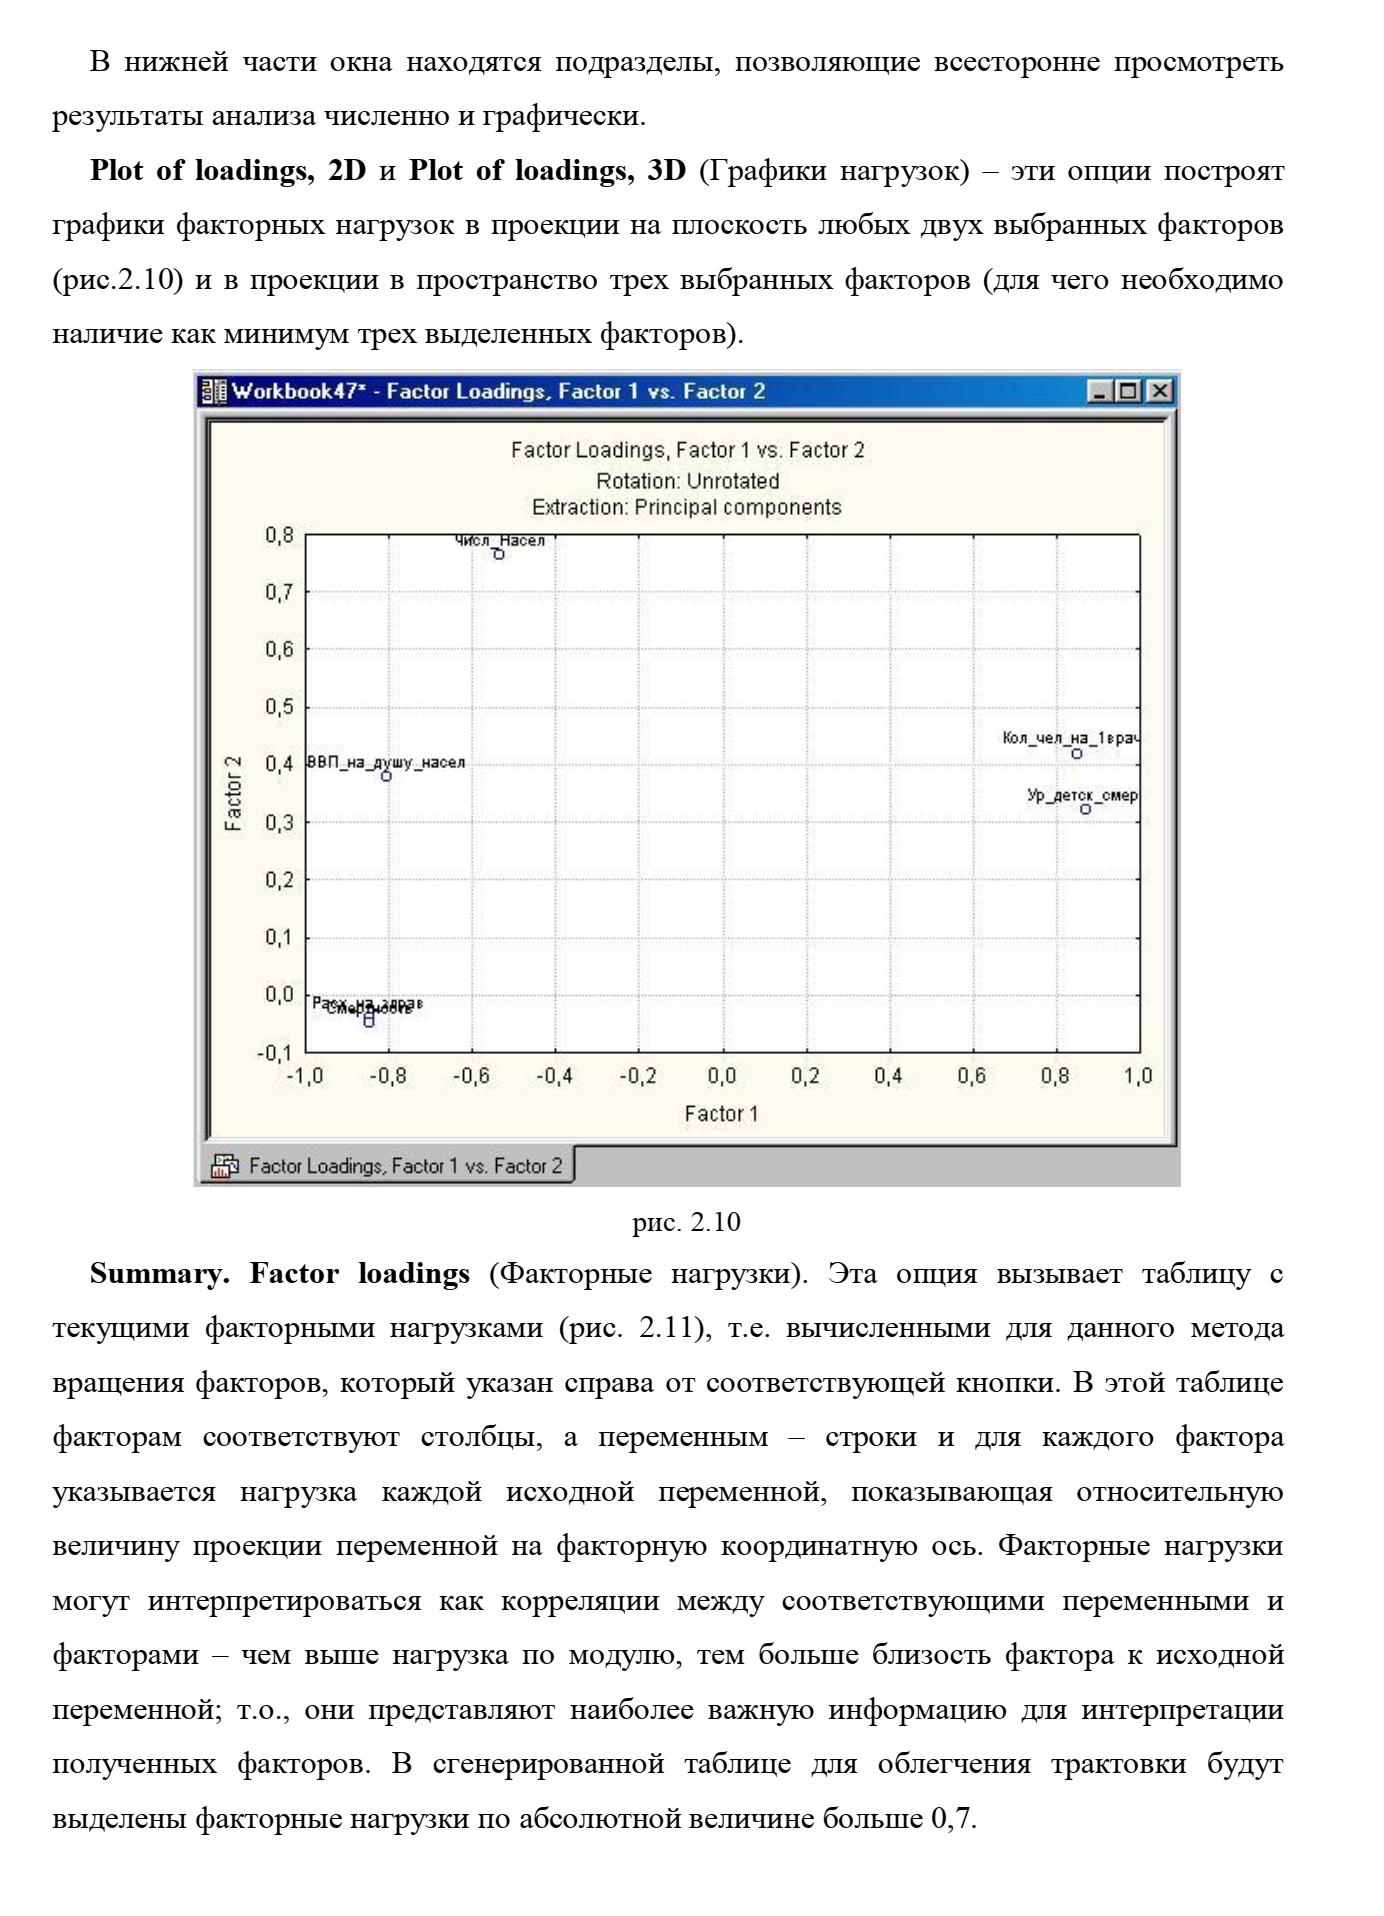 В нижней части окна находятся подразделы, позволяющие всесторонне просмотреть
результаты анализа численно и графически.
Plot of loadings, 2D и Plot of loadings, 3D (Графики нагрузок) – эти опции построят
графики факторных нагрузок в проекции на плоскость любых двух выбранных факторов
(рис.2.10) и в проекции в пространство трех выбранных факторов (для чего необходимо
наличие как минимум трех выделенных факторов).
Workbook47* - Factor Loadings, Factor 1 vs. Factor 2
Factor Loadings, Factor 1 vs. Factor 2
Rotation: Unrotated
Extraction: Principal components
0,8
Числ_Насел
0,7
0,6
0,5
Кол_чел_на_1врач
0,4
ВВП_на_душу_насел
Ур_детск_смер
0,3
0,2
0,1
0,0
Расх_на_здрав
Смертность
-0,1
Factor 2
-1,0 -0,8 -0,6 -0,4 -0,2 0,0 0,2 0,4 0,6 0,8 1,0
Factor 1
Factor Loadings, Factor 1 vs. Factor 2
рис. 2.10
Summary. Factor loadings (Факторные нагрузки). Эта опция вызывает таблицу с
текущими факторными нагрузками (рис. 2.11), т.е. вычисленными для данного метода
вращения факторов, который указан справа от соответствующей кнопки. В этой таблице
факторам соответствуют столбцы, а переменным – строки и для каждого фактора
указывается нагрузка каждой исходной переменной, показывающая относительную
величину проекции переменной на факторную координатную ось. Факторные нагрузки
могут интерпретироваться как корреляции между соответствующими переменными и
факторами – чем выше нагрузка по модулю, тем больше близость фактора к исходной
переменной; т.о., они представляют наиболее важную информацию для интерпретации
полученных факторов. В сгенерированной таблице для облегчения трактовки будут
выделены факторные нагрузки по абсолютной величине больше 0,7.